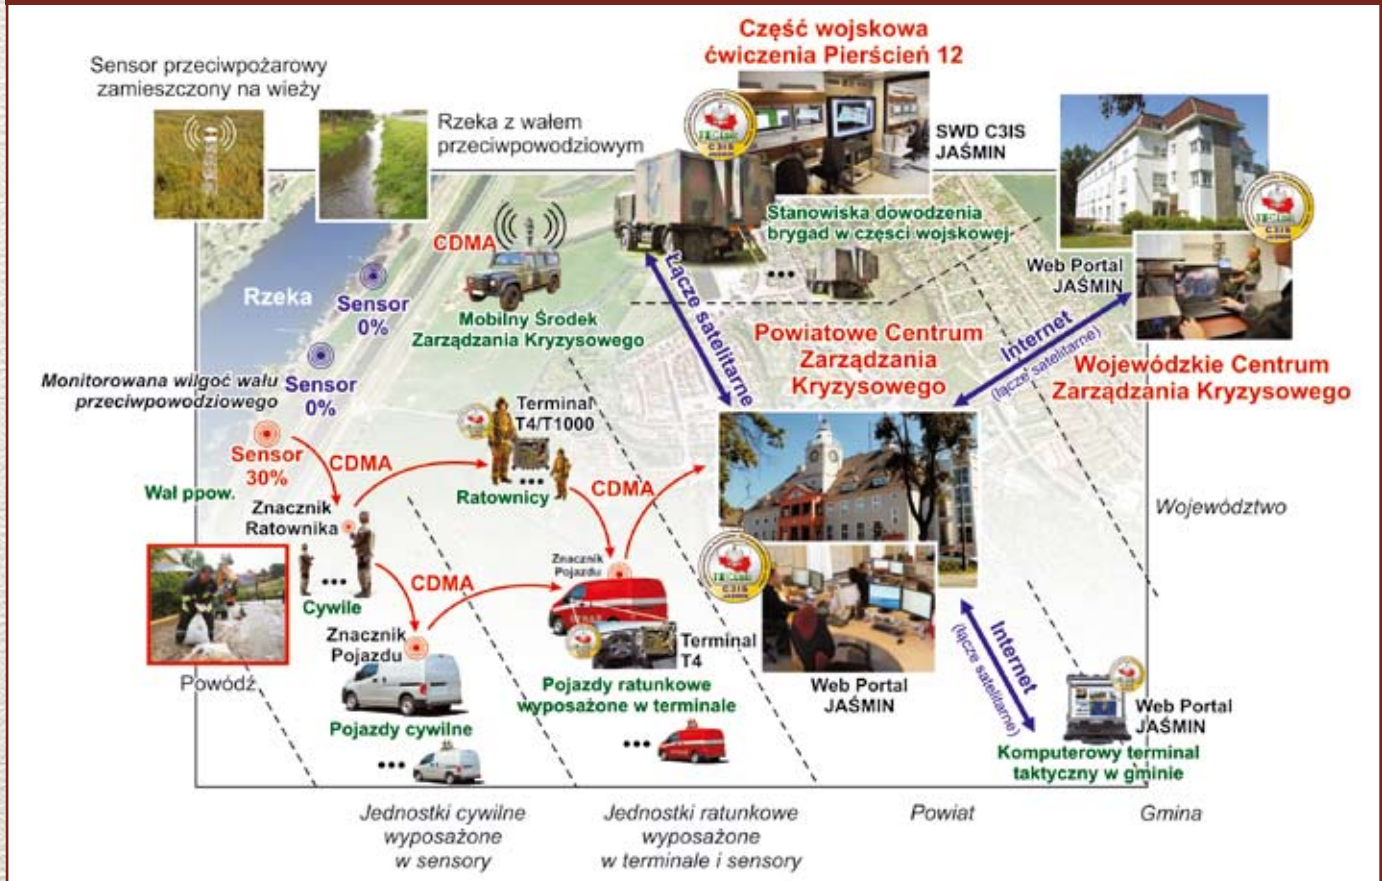 Część wojskowa
ćwiczenia Pierścień 12
Sensor przeciwpożarowy
zamieszczony na wieży
Rzeka z wałem
przeciwpowodziowym
SWD C3IS
JAŚMIN
Stanowiska dowodzenia
brygad w częsci wojskowej
CDMA
Łącze satelitarne
Web Portal
JAŚMIN
Rzeka
Sensor
0%
Mobilny Środek
Zarządzania Kryzysowego
Powiatowe Centrum
Zarządzania
Kryzysowego
Internet
(łącze satelitarne)
Wojewódzkie Centrum
Zarządzania Kryzysowego
Monitorowana wilgoć wału
przeciwpowodziowego
Sensor
0%
Terminal
T4/T1000
Sensor
30%
CDMA
Wał ppow.
Ratownicy
CDMA
Znacznik
Ratownika
Województwo
Znacznik
Pojazdu
CDMA
C3IS
JAŚMIN
Cywile
Znacznik
Pojazdu
Terminal
T4
Powódź
Pojazdy ratunkowe
wyposażone w terminale
Web Portal
JAŚMIN
Internet
(łącze satelitarne)
Web Portal
JAŚMIN
Pojazdy cywilne
Komputerowy terminal
taktyczny w gminie
Jednostki cywilne
wyposażone
w sensory
Jednostki ratunkowe
wyposażone
w terminale i sensory
Powiat
Gmina